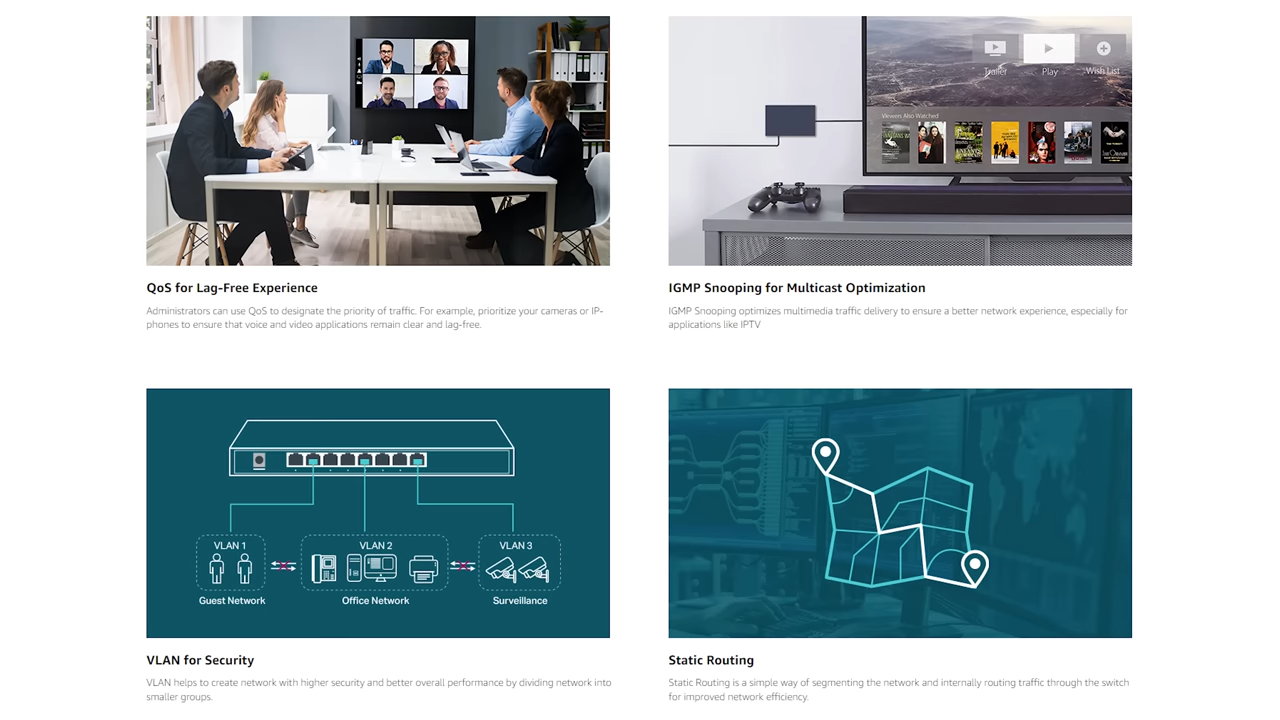 Trailer
Play
Wish List
Viewers Also Watched
QoS for Lag-Free Experience
Administrators can use QoS to designate the priority of traffic. For example, prioritize your cameras or IP-
phones to ensure that voice and video applications remain clear and lag-free.
IGMP Snooping for Multicast Optimization
IGMP Snooping optimizes multimedia traffic delivery to ensure a better network experience, especially for
applications like IPTV
VLAN 1
VLAN 2
VLAN 3
Guest Network
Office Network
Surveillance
VLAN for Security
VLAN helps to create network with higher security and better overall performance by dividing network into
smaller groups.
Static Routing
Static Routing is a simple way of segmenting the network and internally routing traffic through the switch
for improved network efficiency.